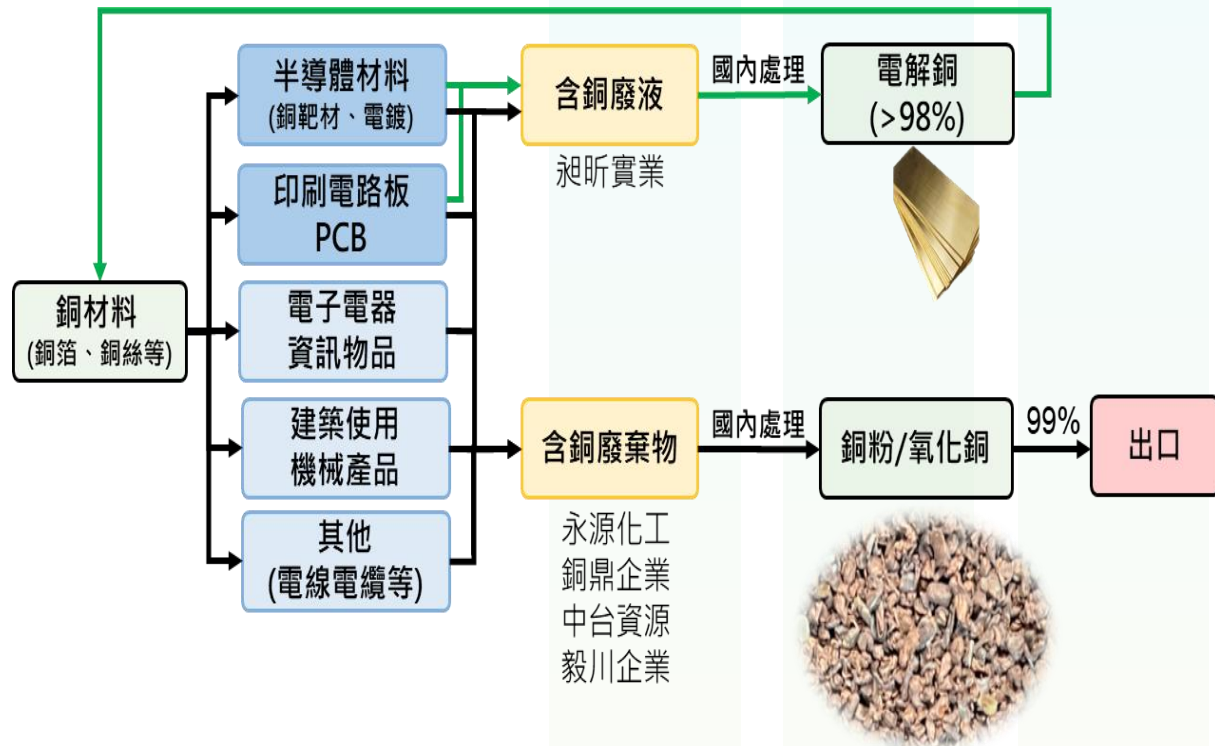 半導體材料
(銅靶材、電鍍)
含銅廢液
國內處理
電解銅
(>98%)
昶昕實業
印刷電路板
PCB
銅材料
(銅箔、銅絲等)
電子電器
資訊物品
建築使用
機械產品
含銅廢棄物
國內處理
銅粉/氧化銅
99%
出口
其他
(電線電纜等)
永源化工
銅鼎企業
中台資源
毅川企業